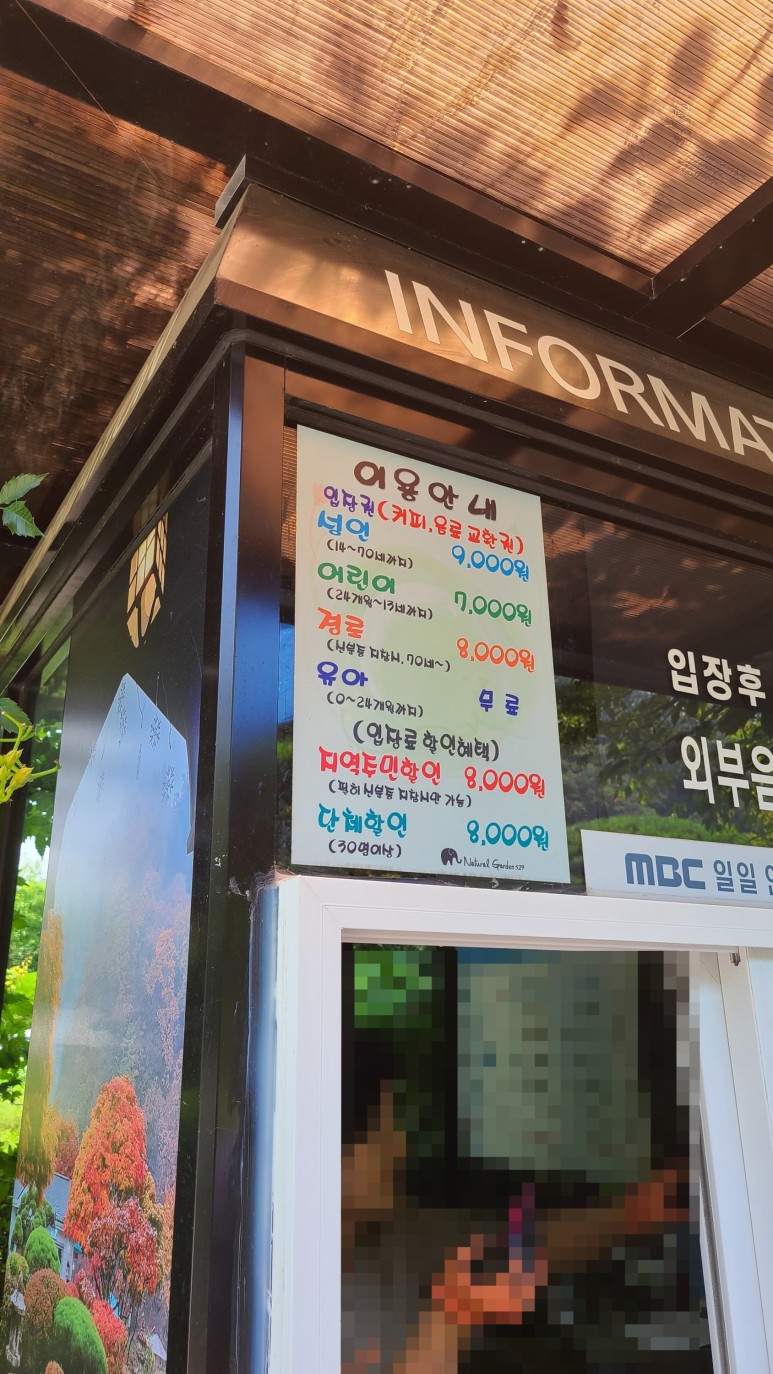 INFORMAT
이용안내
입장권(커피.음료 교환권)
성인 9,000원
(14~70세까지)
어린이 7,000원
(24개월~13세까지)
경로 8,000원
(신분증 지참시, 70세~)
유아 무료
(0~24개월까지)
(입장료 할인혜택)
지역주민할인 8,000원
(필히 신분증 지참시만 가능)
단체할인 8,000원
(30명이상)
Natural Garden 529
입장후
외부음
MBC 일일 연